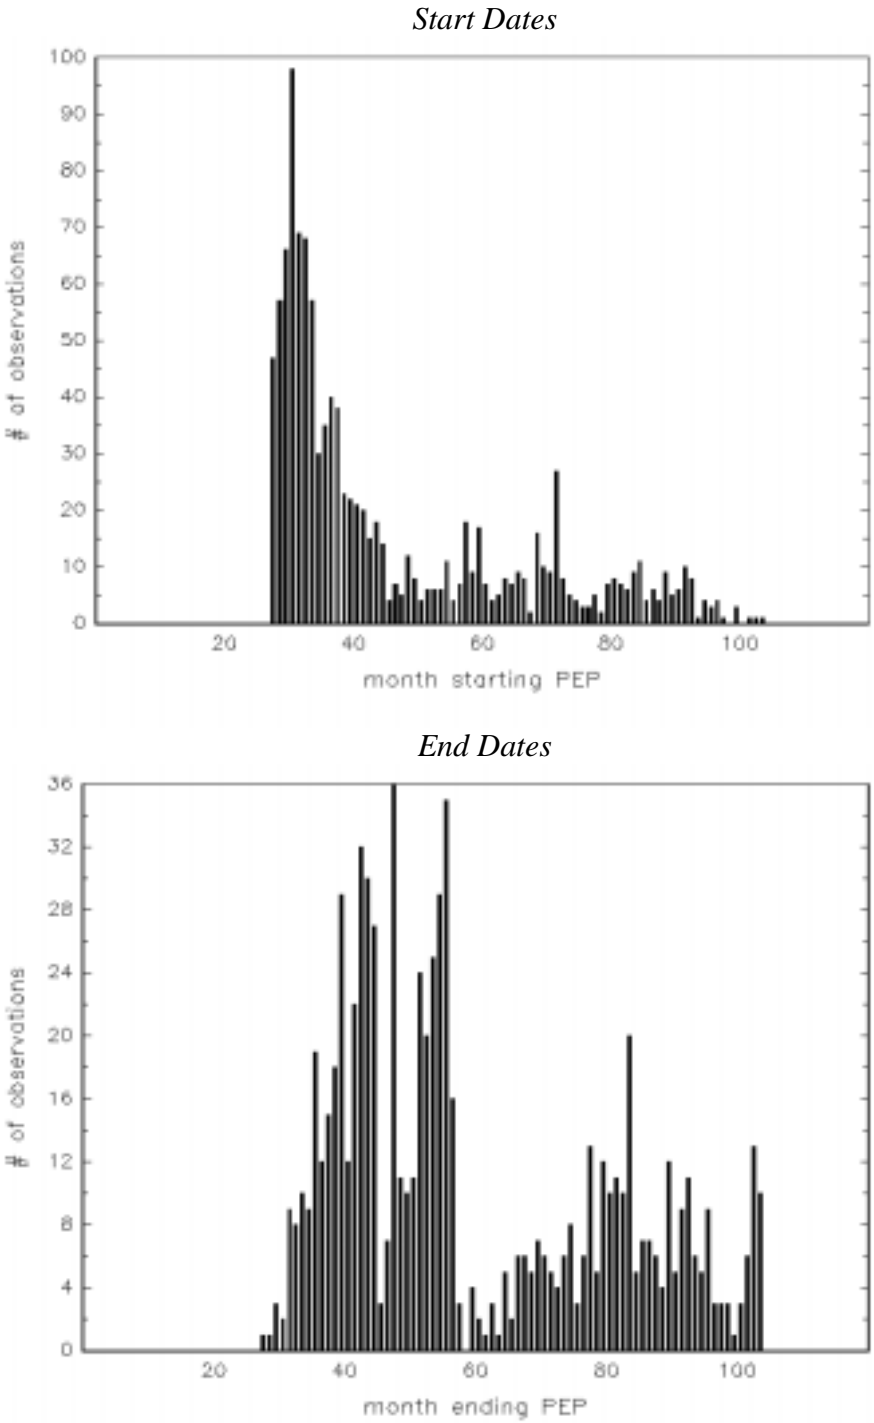 Start Dates
100
90
80
70
60
50
40
30
20
10
0
# of observations
20 40 60 80 100
month starting PEP
End Dates
36
32
28
24
20
16
12
8
4
0
# of observations
20 40 60 80 100
month ending PEP